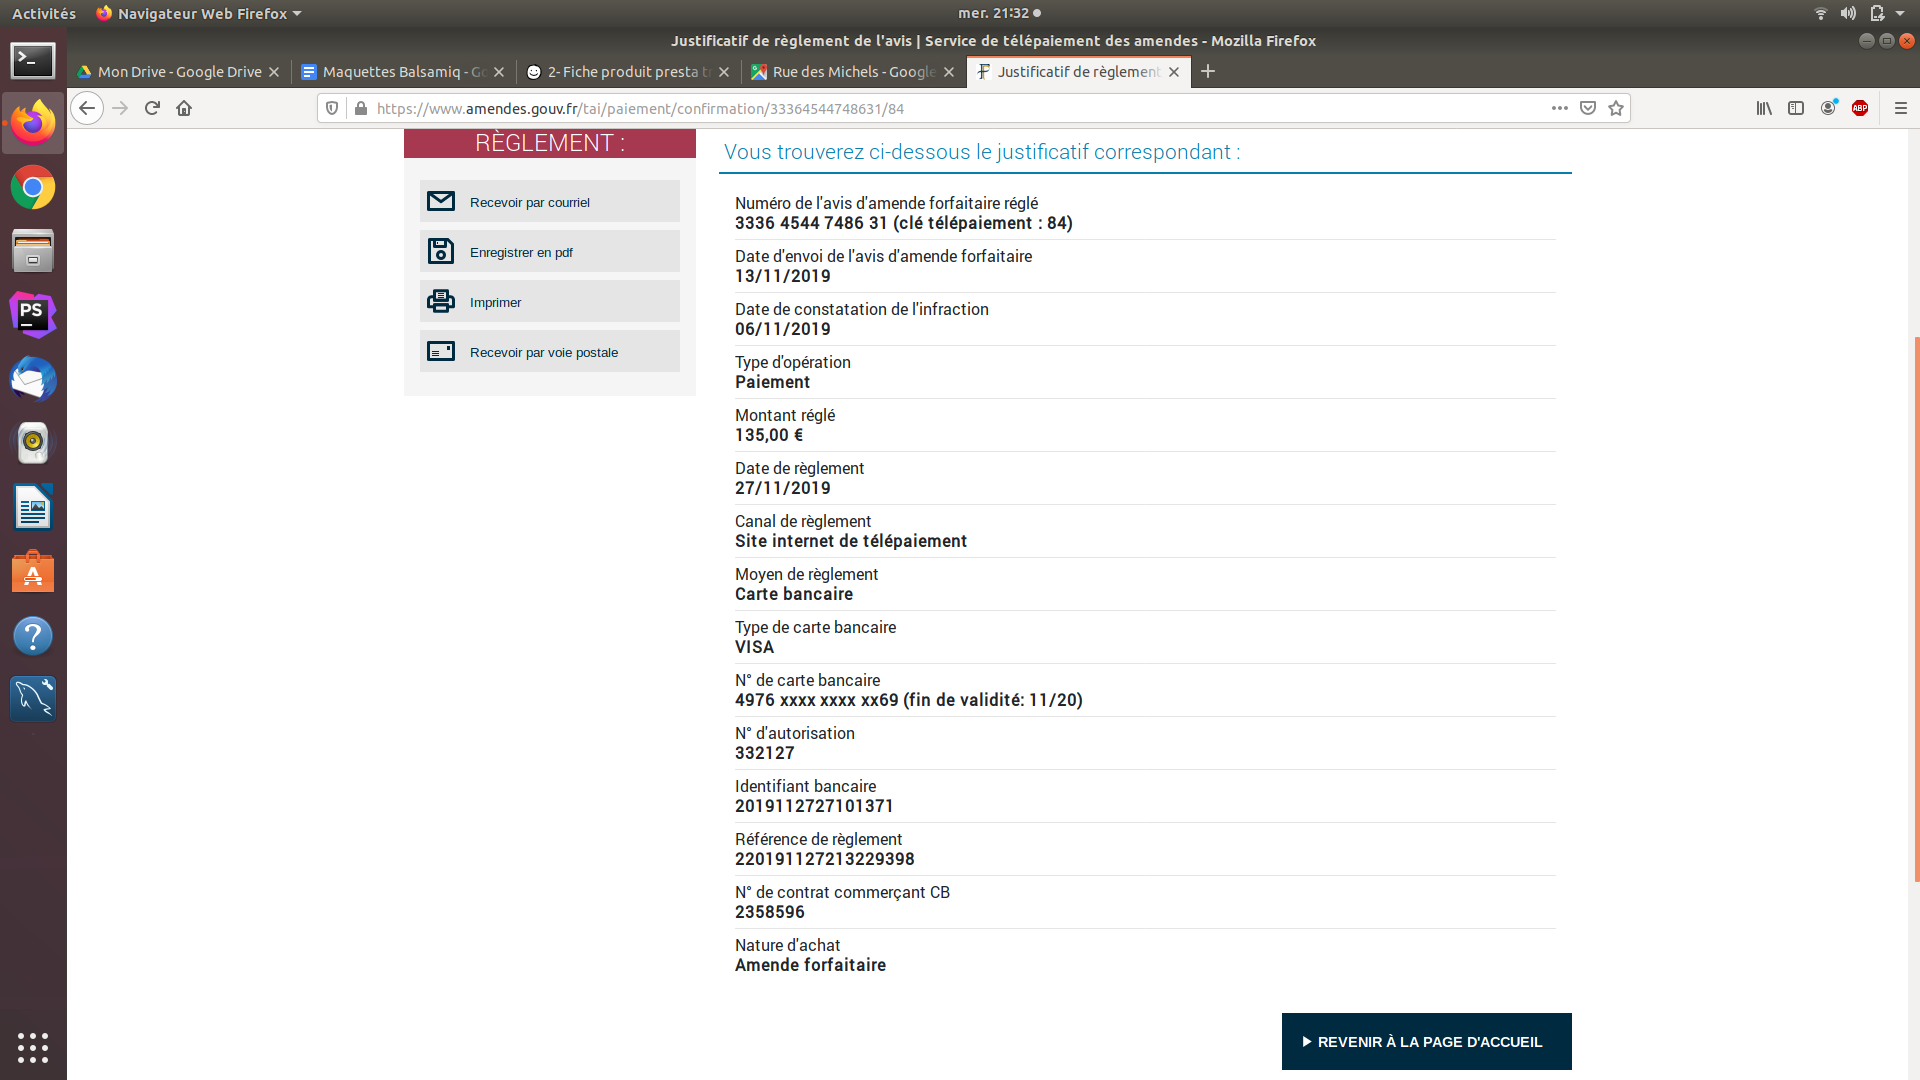 Activités
Navigateur Web Firefox
mer. 21:32
Justificatif de règlement de l'avis | Service de télépaiement des amendes - Mozilla Firefox
Mon Drive - Google Drive
Maquettes Balsamiq - Go
2- Fiche produit presta t
Rue des Michels - Google
Justificatif de règlement
https://www.amendes.gouv.fr/tai/paiement/confirmation/33364544748631/84
ABP
PS
RÈGLEMENT :
Recevoir par courriel
Enregistrer en pdf
Imprimer
Recevoir par voie postale
Vous trouverez ci-dessous le justificatif correspondant :
Numéro de l'avis d'amende forfaitaire réglé
3336 4544 7486 31 (clé télépaiement : 84)
Date d'envoi de l'avis d'amende forfaitaire
13/11/2019
Date de constatation de l'infraction
06/11/2019
Type d'opération
Paiement
Montant réglé
135,00 €
Date de règlement
27/11/2019
Canal de règlement
Site internet de télépaiement
Moyen de règlement
Carte bancaire
Type de carte bancaire
VISA
N° de carte bancaire
4976 xxxx xxxx xx69 (fin de validité: 11/20)
N° d'autorisation
332127
Identifiant bancaire
2019112727101371
Référence de règlement
220191127213229398
N° de contrat commerçant CB
2358596
Nature d'achat
Amende forfaitaire
REVENIR À LA PAGE D'ACCUEIL